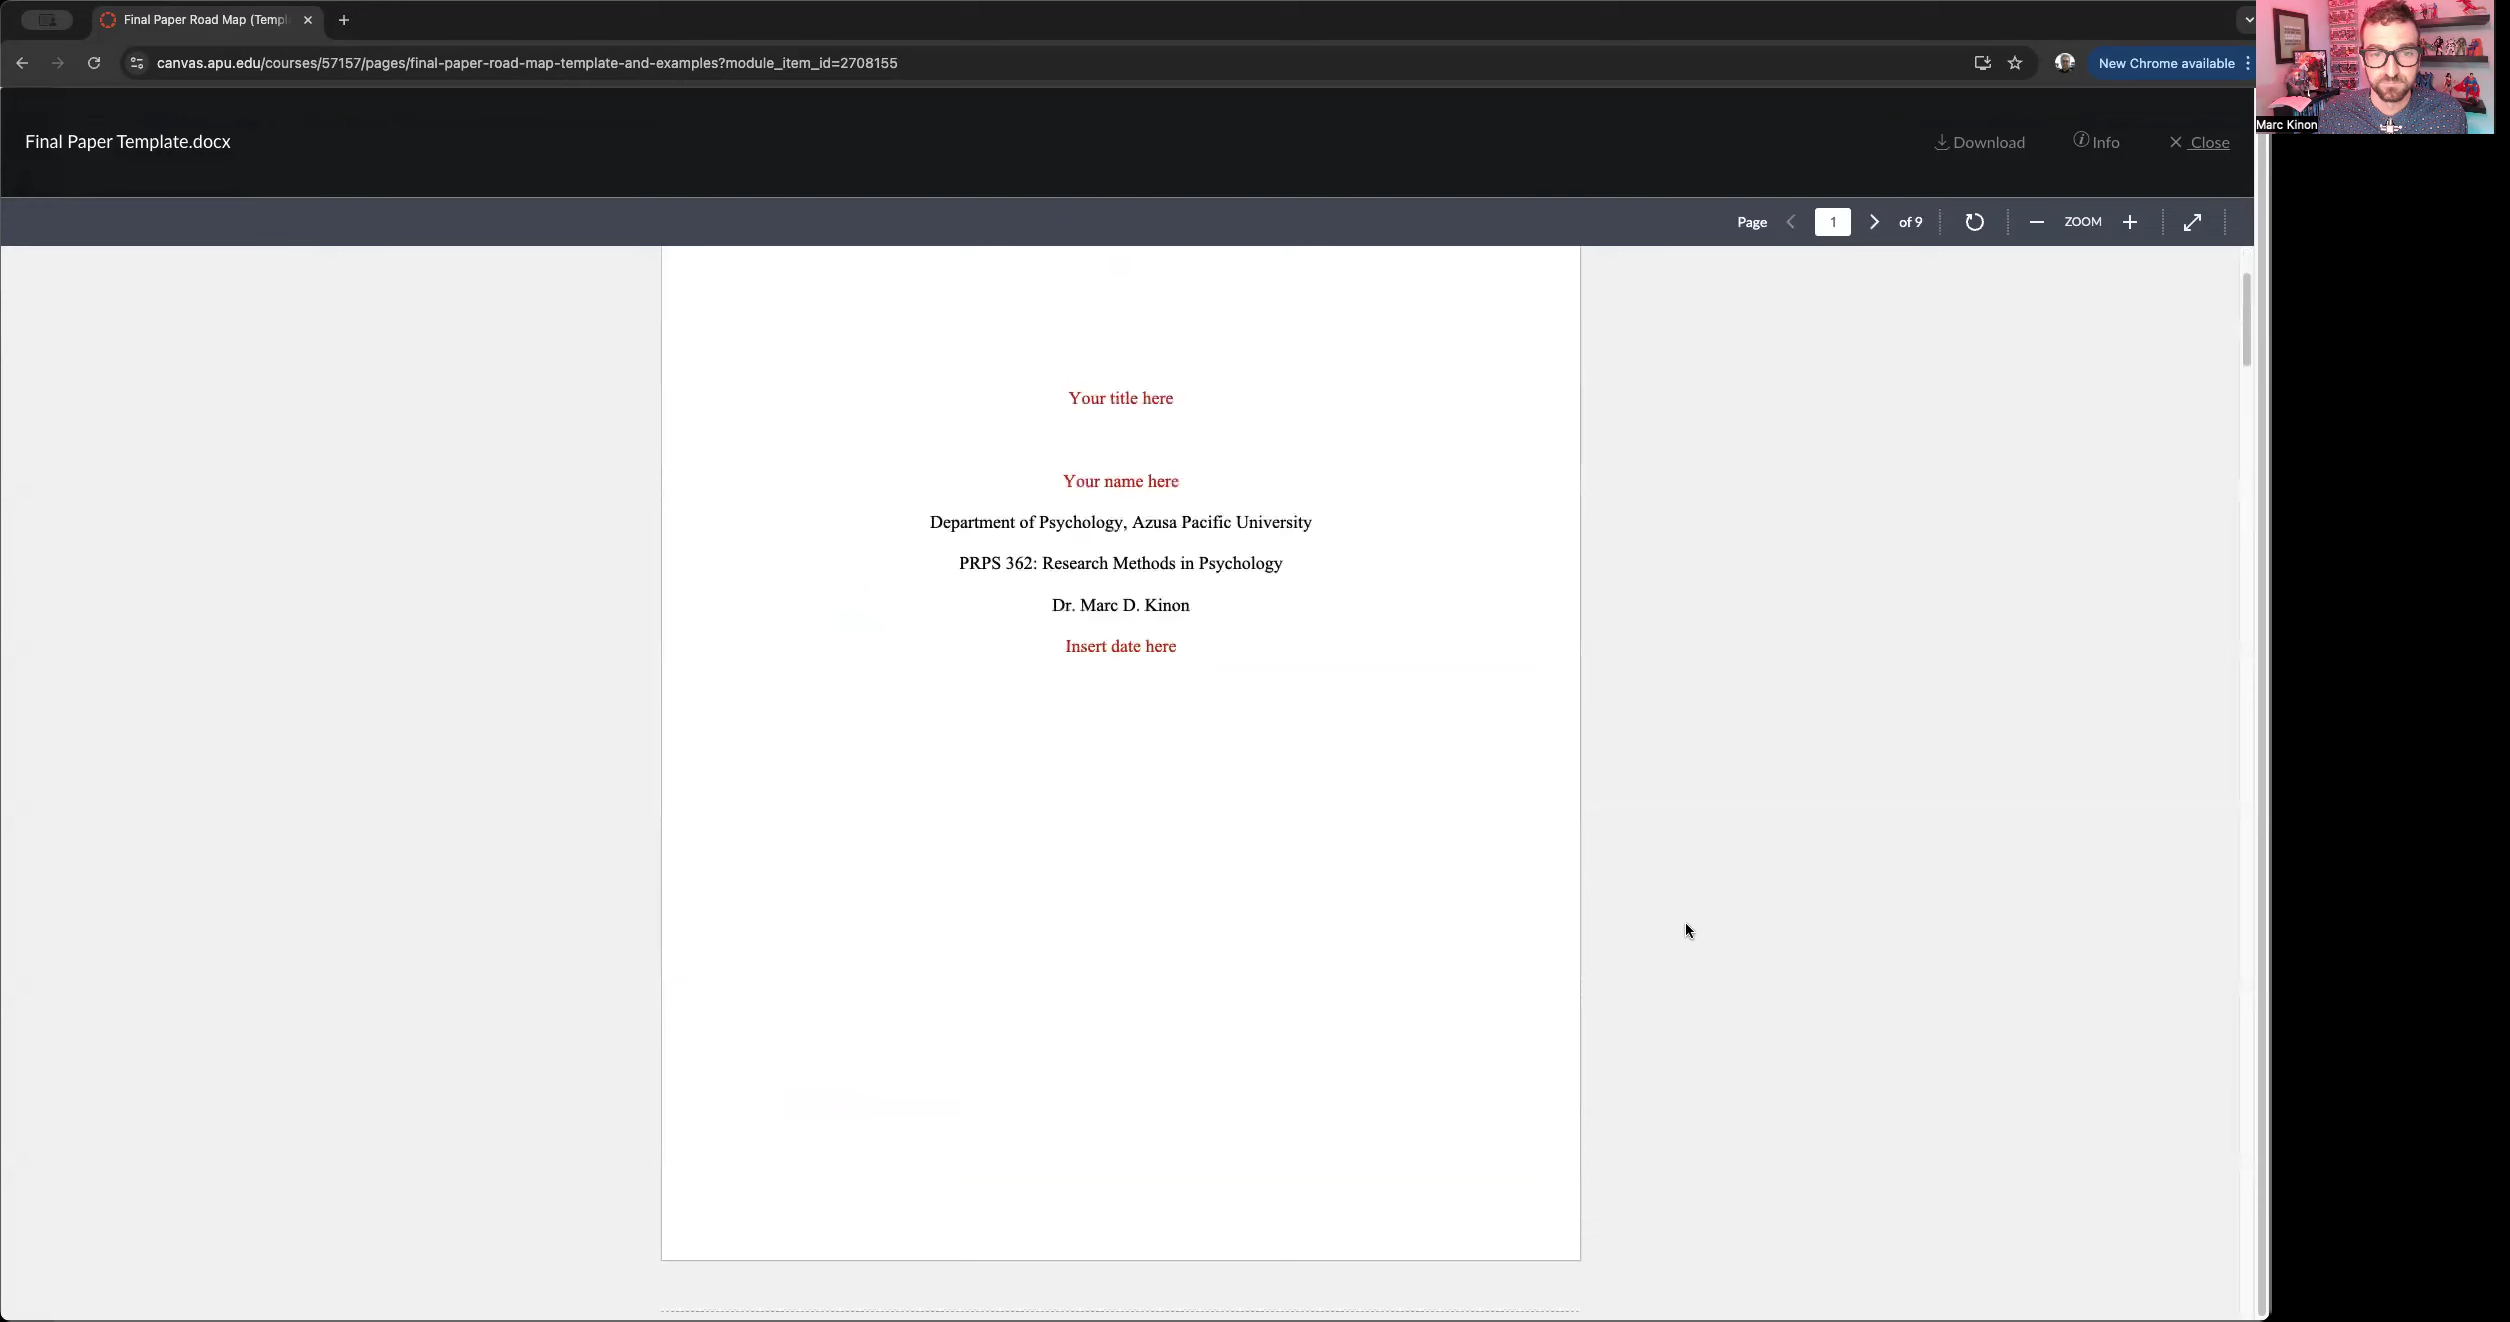 Final Paper Road Map (Templ
canvas.apu.edu/courses/57157/pages/final-paper-road-map-template-and-examples?module_item_id=2708155
New Chrome available
Marc Kinon
Final Paper Template.docx
Download
Info
Close
Page
1
of 9
ZOOM
Your title here
Your name here
Department of Psychology, Azusa Pacific University
PRPS 362: Research Methods in Psychology
Dr. Marc D. Kinon
Insert date here